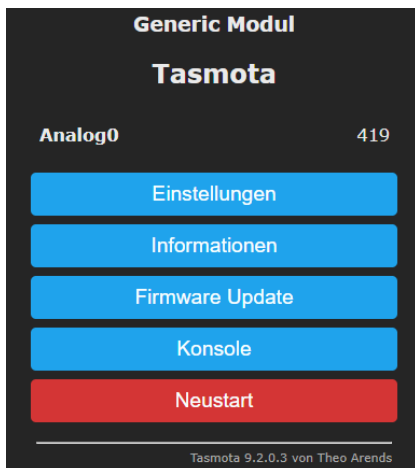 Generic Modul
Tasmota
Analog0 419
Einstellungen
Informationen
Firmware Update
Konsole
Neustart
Tasmota 9.2.0.3 von Theo Arends